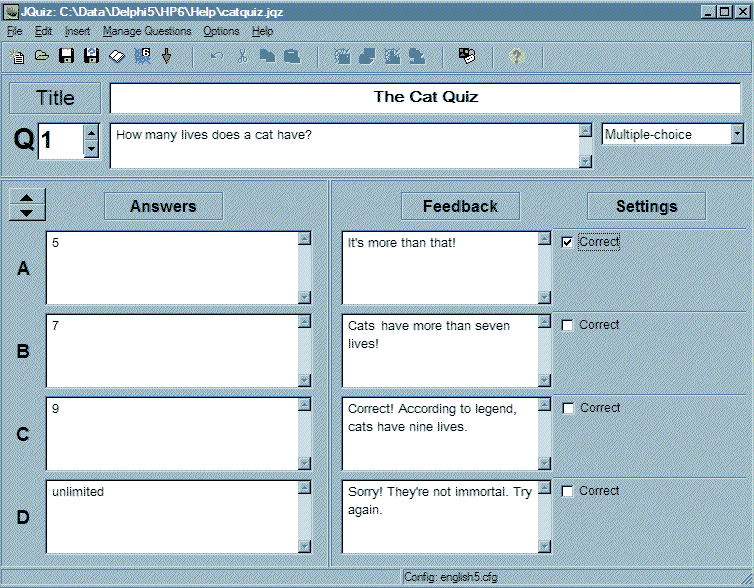 JQuiz: C:\Data\Delphi5\HP6\Help\catquiz.jqz
File Edit Insert Manage Questions Options Help
6
Title
The Cat Quiz
Q 1
How many lives does a cat have?
Multiple-choice
Answers
Feedback
Settings
A
5
It's more than that!
Correct
B
7
Cats have more than seven
lives!
Correct
C
9
Correct! According to legend,
cats have nine lives.
Correct
D
unlimited
Sorry! They're not immortal. Try
again.
Correct
Config: english5.cfg